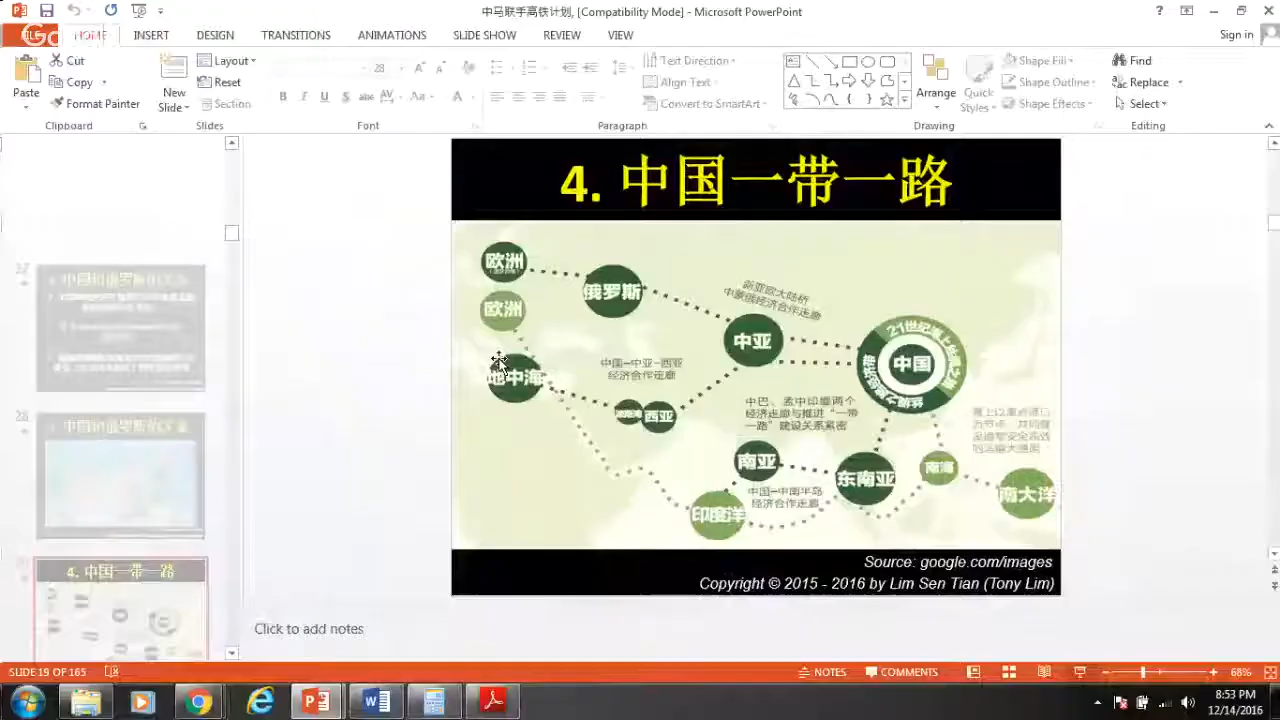 中马联手高铁计划, [Compatibility Mode] - Microsoft PowerPoint
Sign in
HOME INSERT DESIGN TRANSITIONS ANIMATIONS SLIDE SHOW REVIEW VIEW
Paste
Cut
Copy
Format Painter
Clipboard
New
Slide
Layout
Reset
Section
Slides
28
Font
Text Direction
Align Text
Convert to SmartArt
Paragraph
Arrange
Quick
Styles
Shape Fill
Shape Outline
Shape Effects
Drawing
Find
Replace
Select
Editing
4. 中国一带一路
4. 中国一带一路
欧洲
欧洲
俄罗斯
新亚欧大陆桥
中蒙俄经济合作走廊
中亚
21世纪海上丝绸之路
丝绸之路经济带
中国
地中海
中国-中亚-西亚
经济合作走廊
西亚
中巴、孟中印缅两个
经济走廊与推进“一带
一路”建设关系紧密
南亚
东南亚
南海
南太洋
中国-中南半岛
经济合作走廊
印度洋
Source: google.com/images
Copyright © 2015 - 2016 by Lim Sen Tian (Tony Lim)
Click to add notes
SLIDE 19 OF 165
NOTES
COMMENTS
68%
8:53 PM
12/14/2016